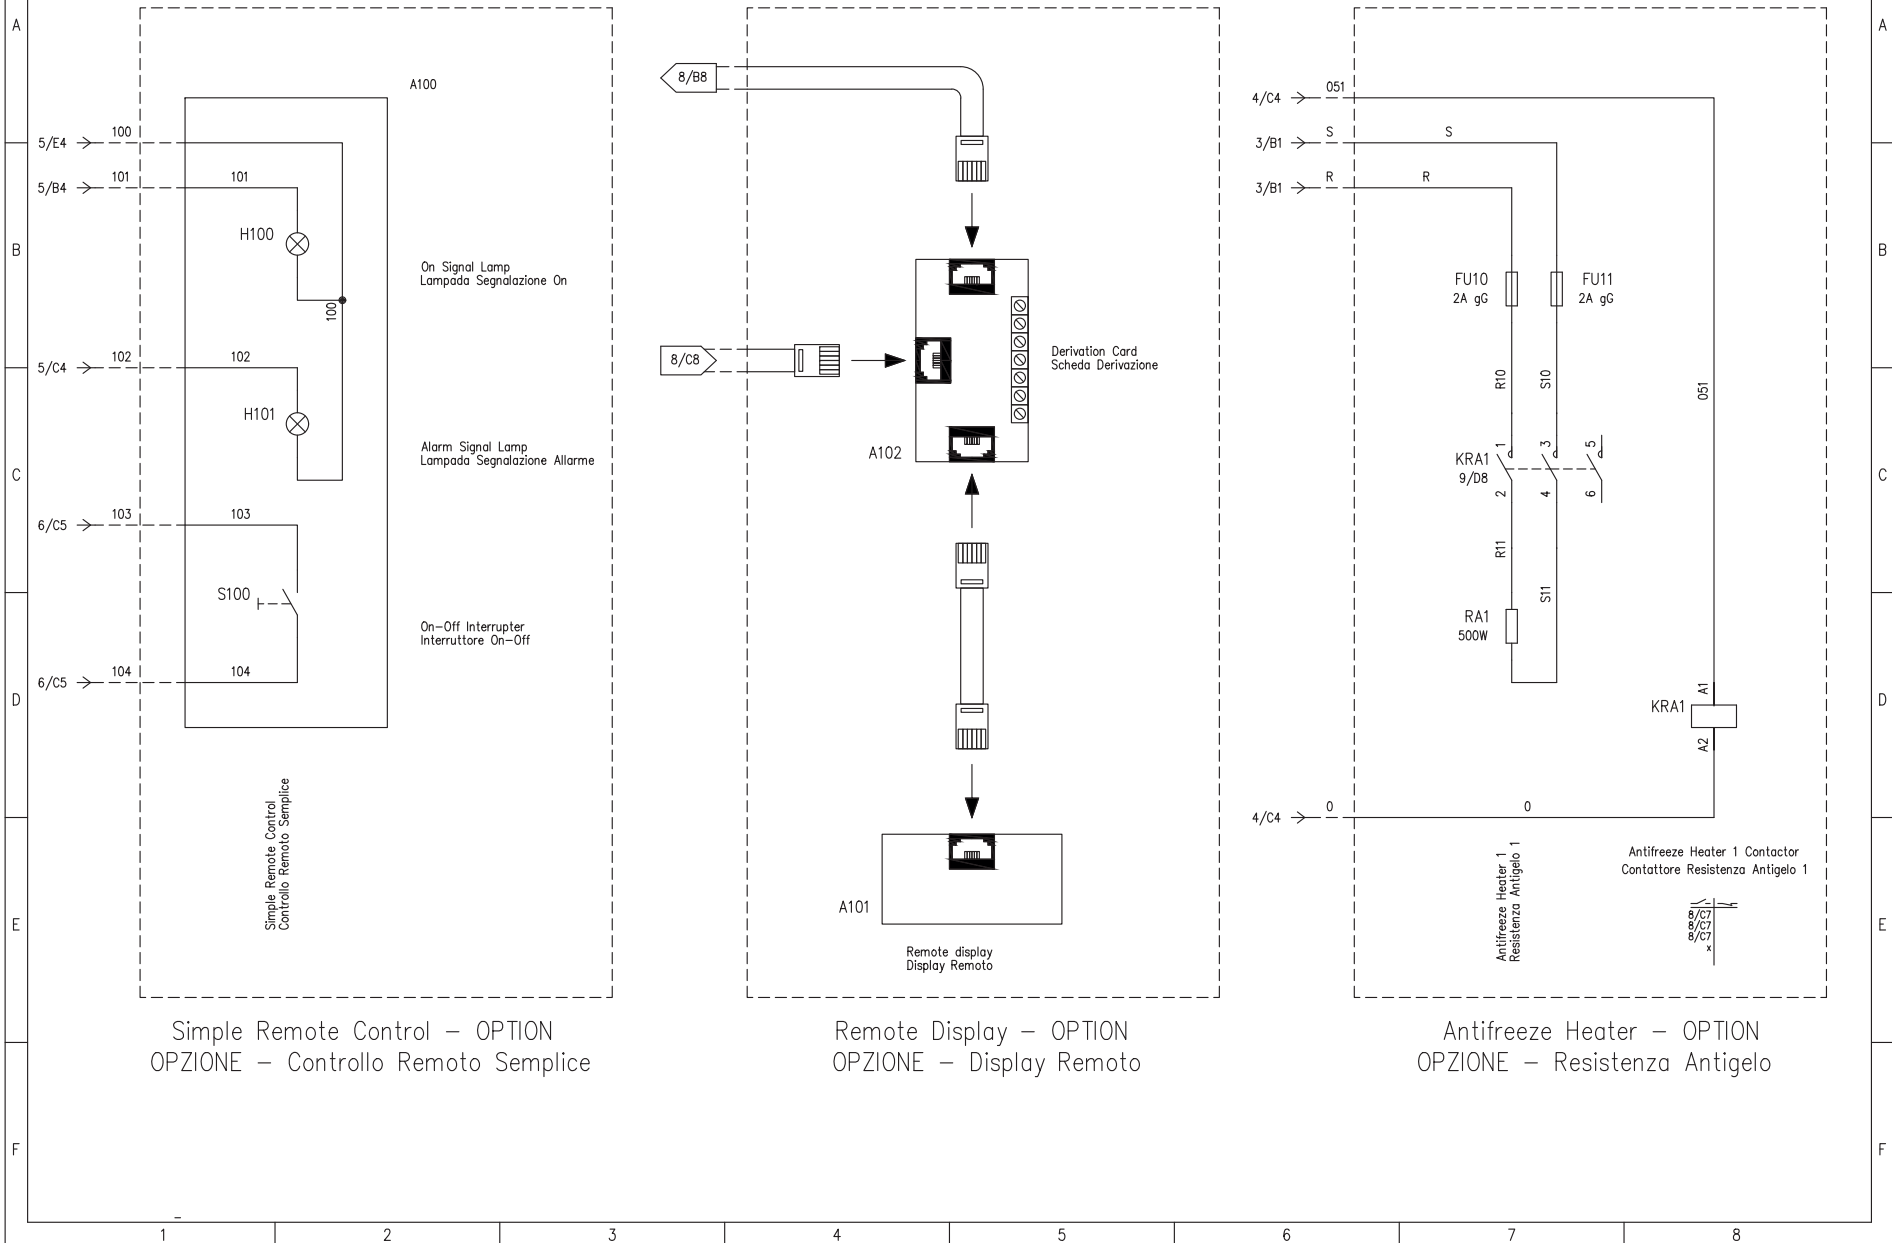 A
A
A100
8/B8
4/C4
051
5/E4
100
3/B1
S
S
5/B4
101
101
3/B1
R
R
H100
B
B
On Signal Lamp
Lampada Segnalazione On
100
FU10
2A gG
FU11
2A gG
8/C8
Derivation Card
Scheda Derivazione
5/C4
102
102
R10
S10
051
H101
Alarm Signal Lamp
Lampada Segnalazione Allarme
A102
KRA1
9/D8
1
3
5
2
4
6
C
C
6/C5
103
103
R11
S100
S11
On-Off Interrupter
Interruttore On-Off
RA1
500W
6/C5
104
104
A1
D
D
KRA1
A2
Simple Remote Control
Controllo Remoto Semplice
4/C4
0
0
Antifreeze Heater 1
Resistenza Antigelo 1
Antifreeze Heater 1 Contactor
Contattore Resistenza Antigelo 1
A101
8/C7
8/C7
8/C7
x
E
E
Remote display
Display Remoto
Simple Remote Control – OPTION
OPZIONE – Controllo Remoto Semplice
Remote Display – OPTION
OPZIONE – Display Remoto
Antifreeze Heater – OPTION
OPZIONE – Resistenza Antigelo
F
F
1
2
3
4
5
6
7
8